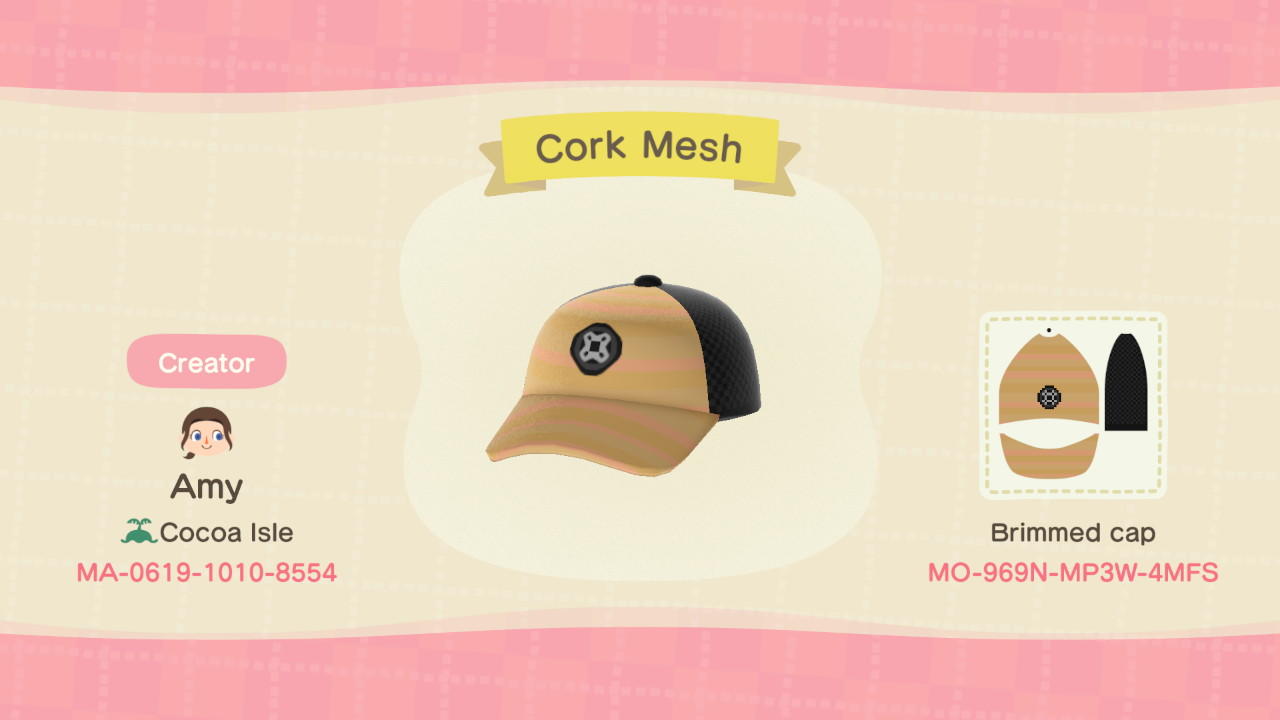 Cork Mesh
Creator
Amy
Cocoa Isle
MA-0619-1010-8554
Brimmed cap
MO-969N-MP3W-4MFS